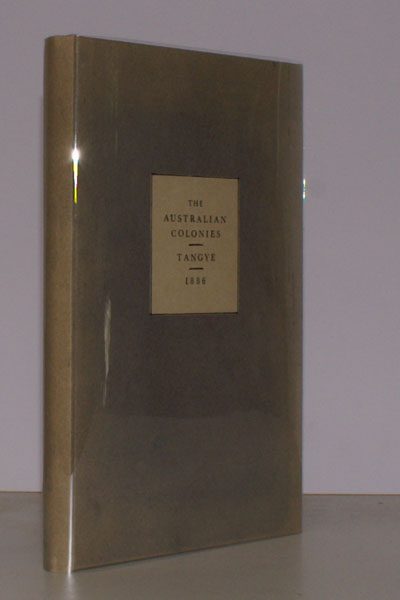 THE
AUSTRALIAN
COLONIES
TANGYE
1886